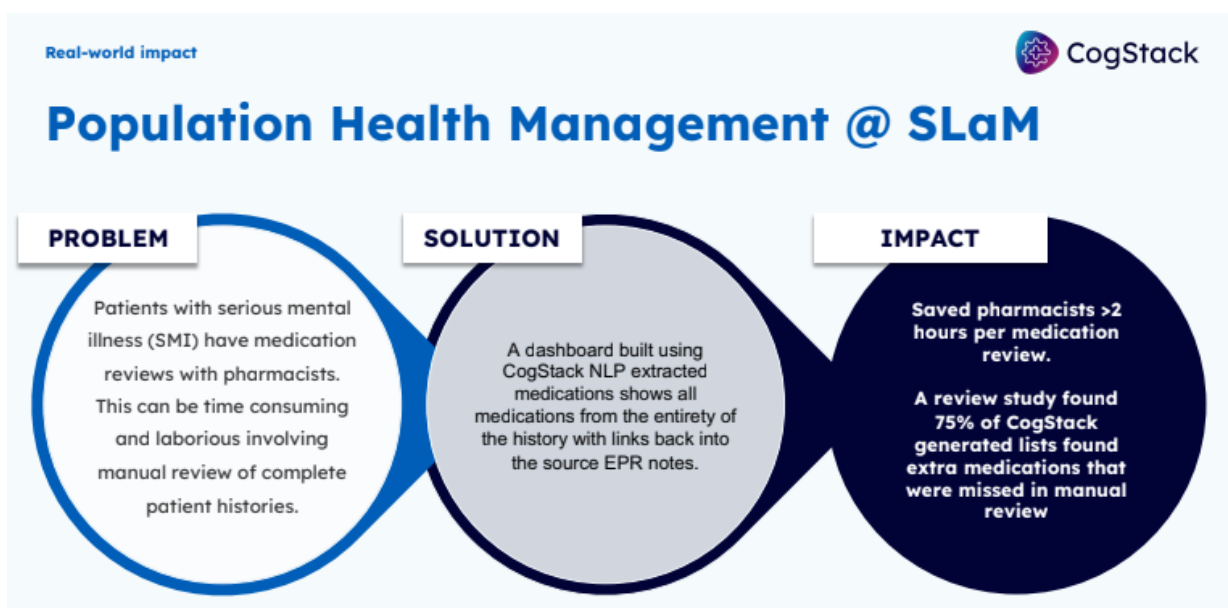 Real-world impact
CogStack
Population Health Management @ SLaM
PROBLEM
Patients with serious mental
illness (SMI) have medication
reviews with pharmacists.
This can be time consuming
and laborious involving
manual review of complete
patient histories.
SOLUTION
A dashboard built using
CogStack NLP extracted
medications shows all
medications from the entirety of
the history with links back into
the source EPR notes.
IMPACT
Saved pharmacists >2
hours per medication
review.
A review study found
75% of CogStack
generated lists found
extra medications that
were missed in manual
review